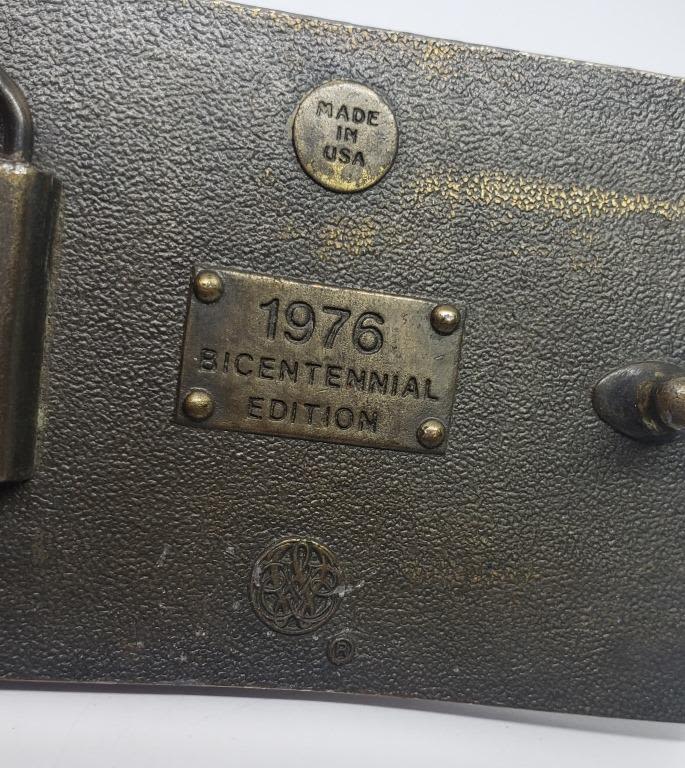 MADE
IN
USA
1976
BICENTENNIAL
EDITION
®